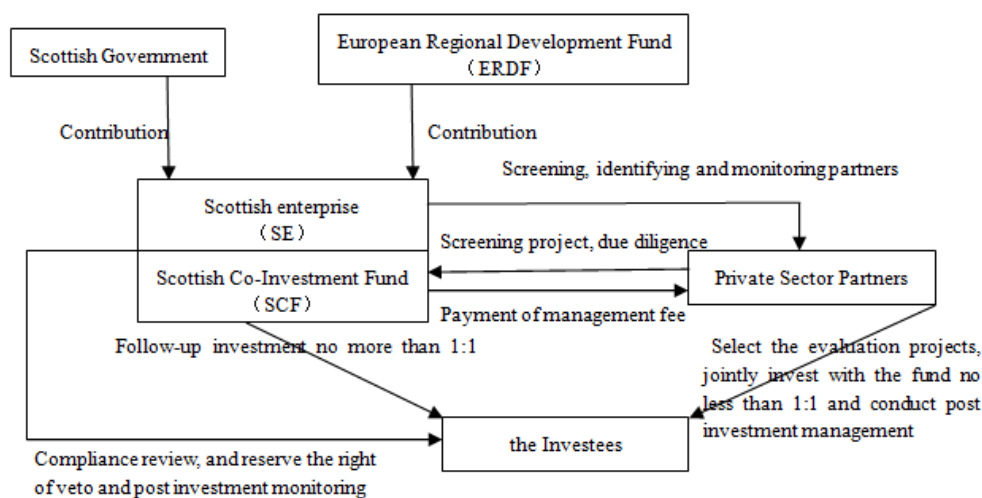 European Regional Development Fund
（ERDF）
Scottish Government
Contribution
Contribution
Screening, identifying and monitoring partners
Scottish enterprise
（SE）
Screening project, due diligence
Scottish Co-Investment Fund
（SCF）
Private Sector Partners
Payment of management fee
Follow-up investment no more than 1:1
Select the evaluation projects,
jointly invest with the fund no
less than 1:1 and conduct post
investment management
the Investees
Compliance review, and reserve the right
of veto and post investment monitoring